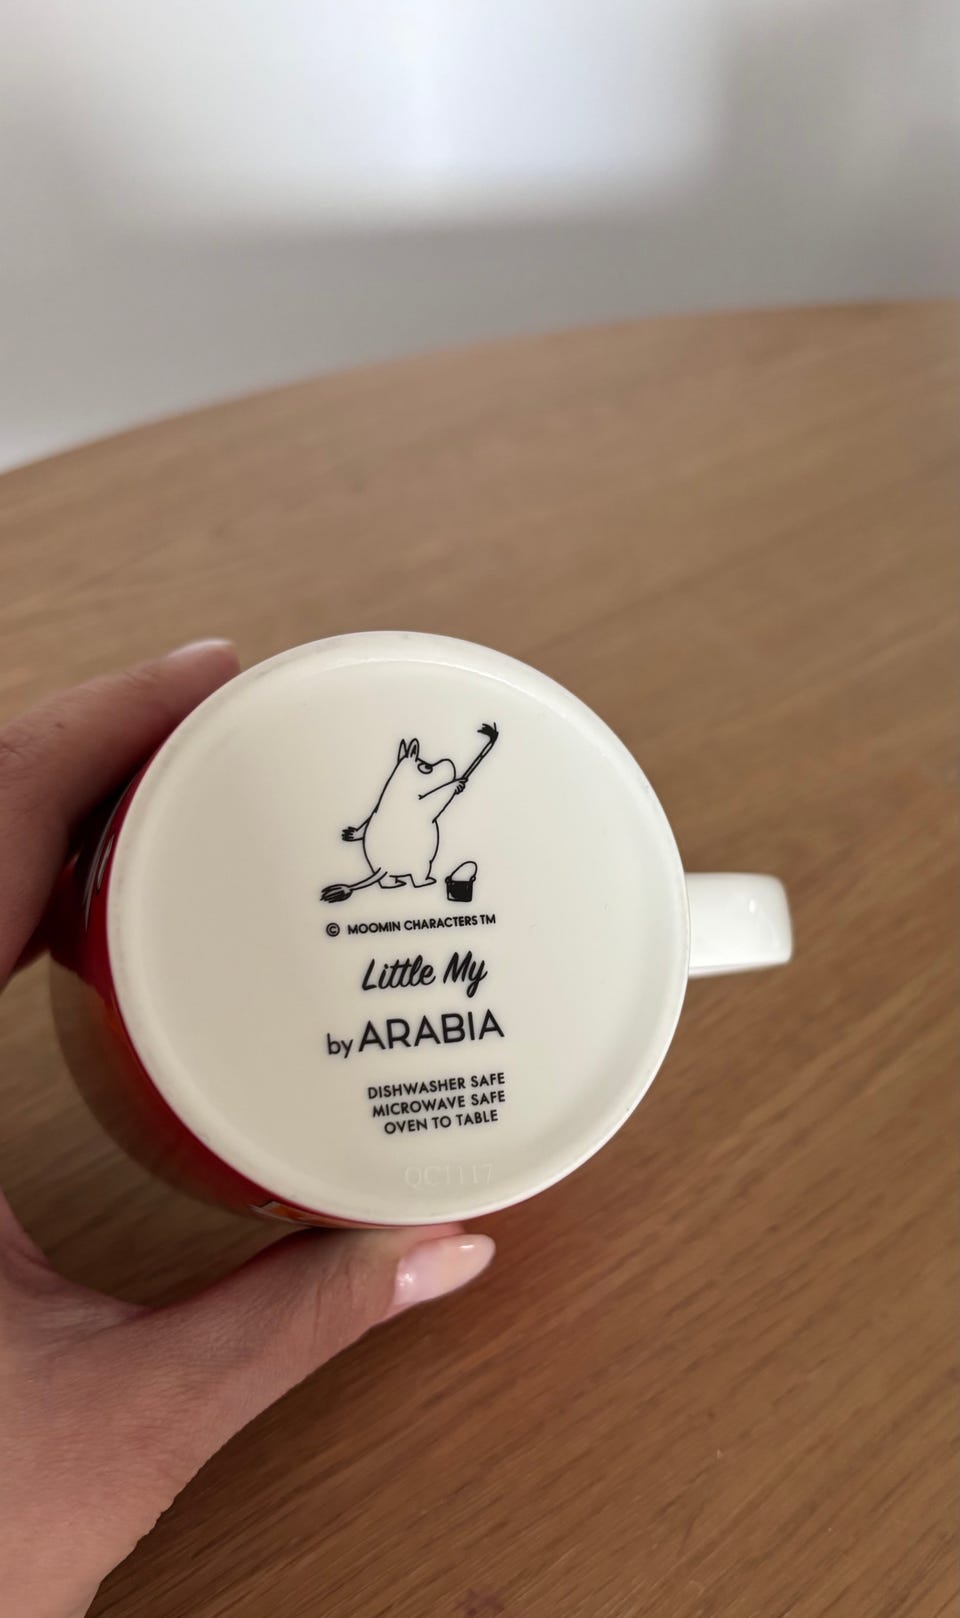 © MOOMIN CHARACTERS TM
Little My
by ARABIA
DISHWASHER SAFE
MICROWAVE SAFE
OVEN TO TABLE
QC1117